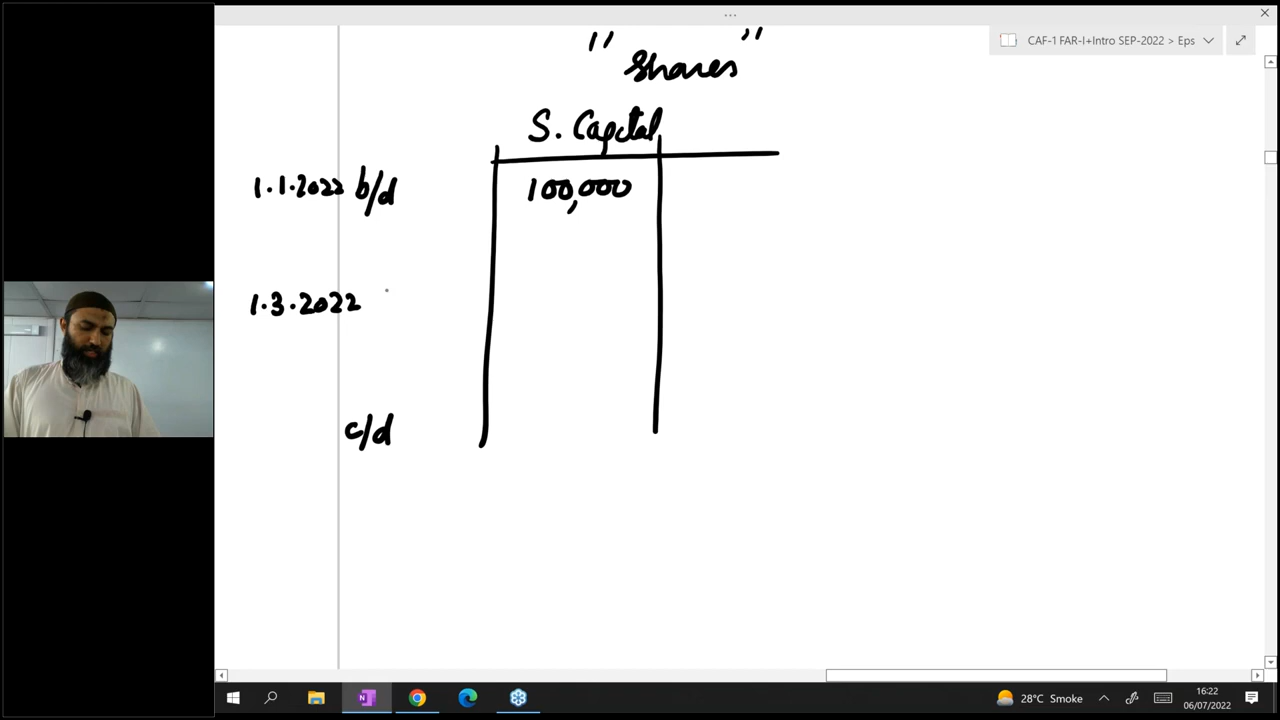 CAF-1 FAR-I+Intro SEP-2022 > Eps
" Shares "
S. Capital
1.1.2022 b/d 100,000
1.3.2022
c/d
28°C Smoke
16:22
06/07/2022